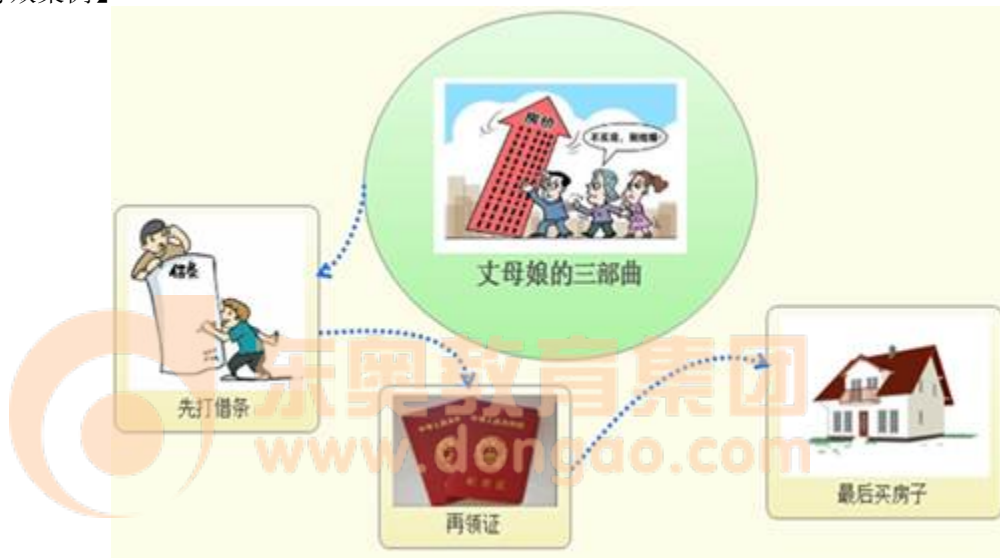 房价
不买房，别结婚！
丈母娘的三部曲
借条
先打借条
东奥教育集团
www.dongao.com
再领证
最后买房子